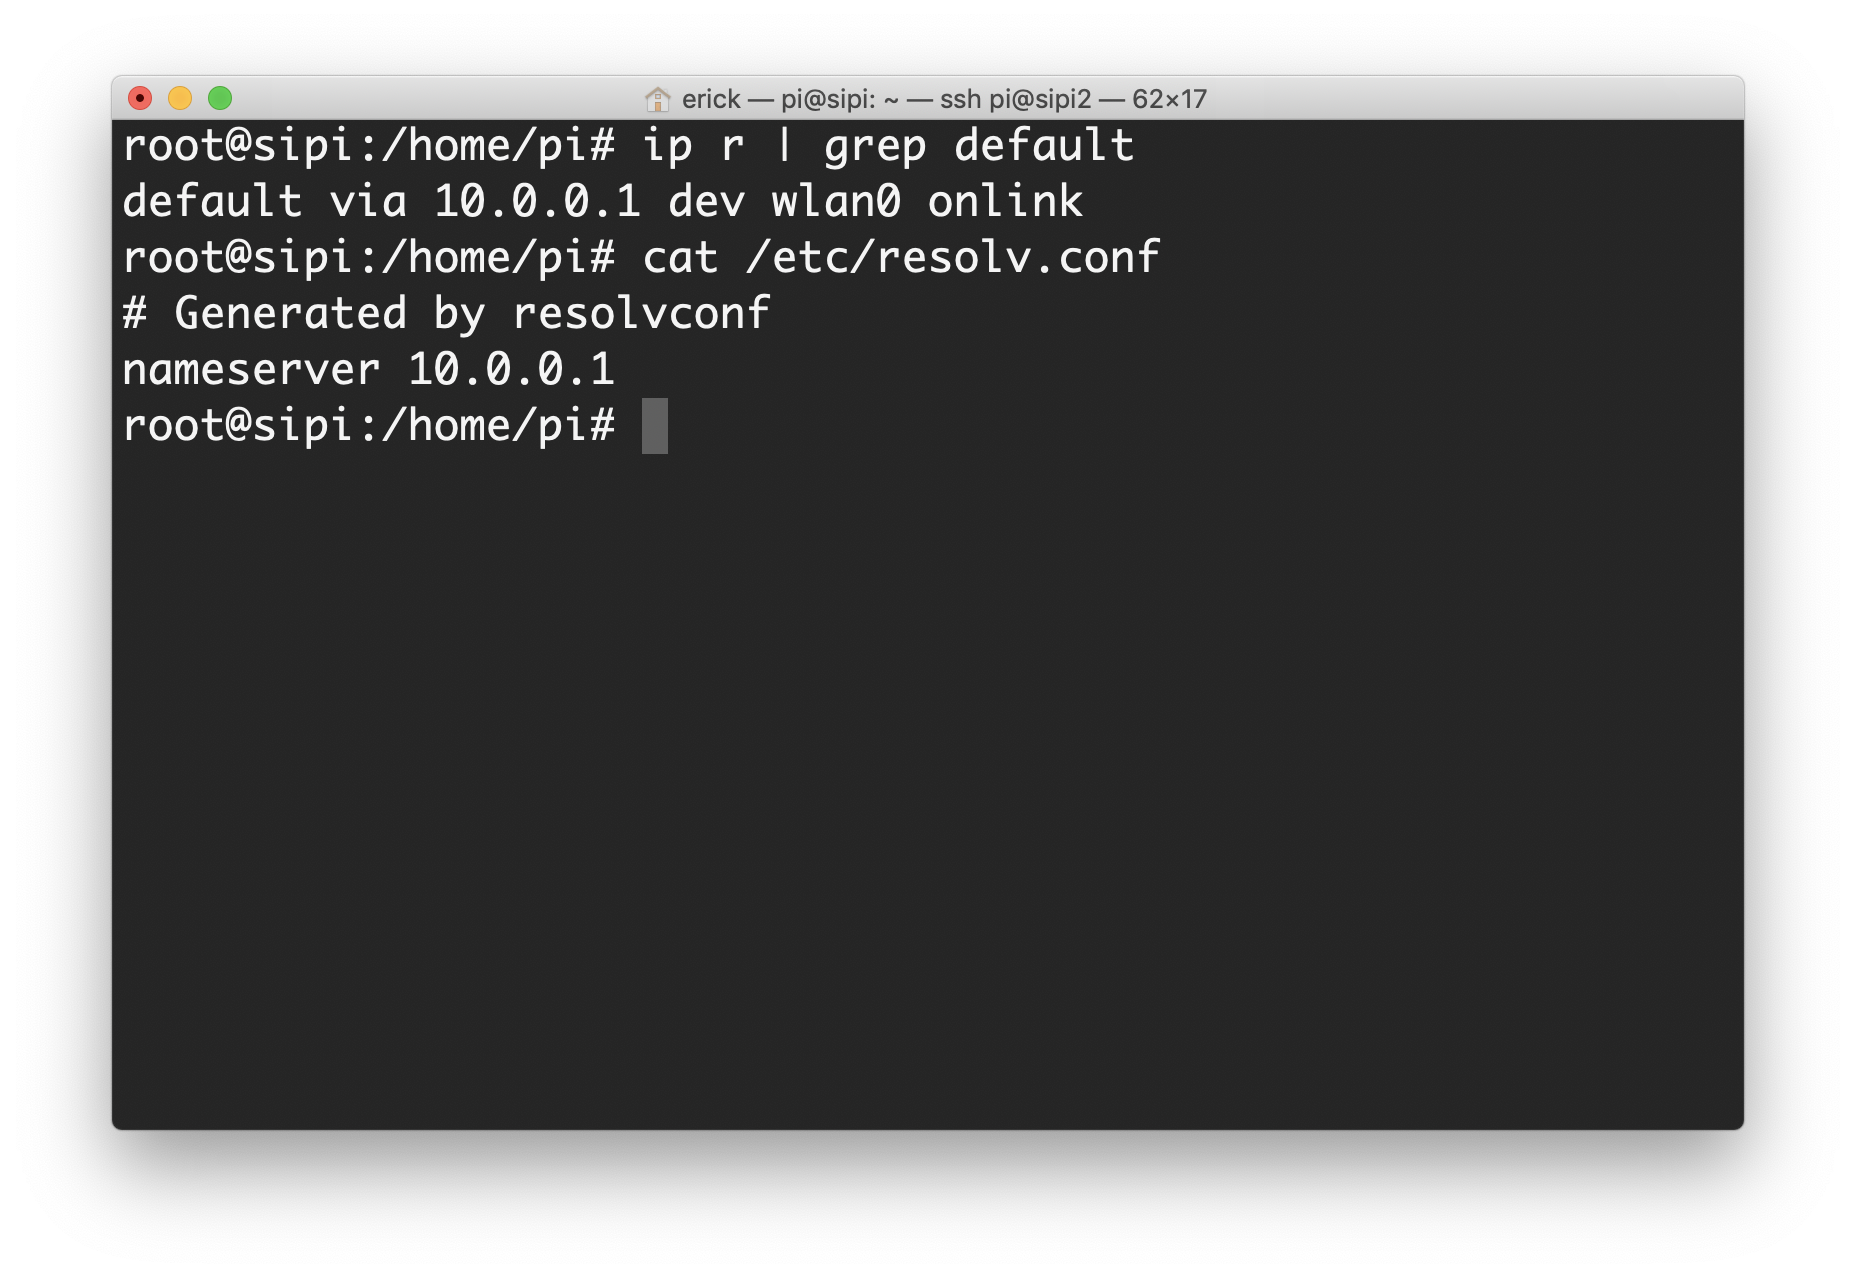 erick — pi@sipi: ~ — ssh pi@sipi2 — 62×17
root@sipi:/home/pi# ip r | grep default
default via 10.0.0.1 dev wlan0 onlink
root@sipi:/home/pi# cat /etc/resolv.conf
# Generated by resolvconf
nameserver 10.0.0.1
root@sipi:/home/pi#